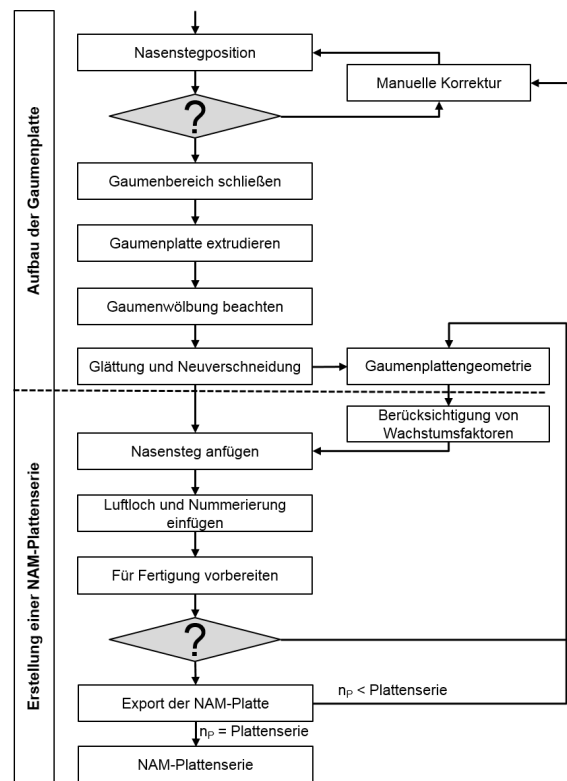 Aufbau der Gaumenplatte
Nasenstegposition
Manuelle Korrektur
?
Gaumenbereich schließen
Gaumenplatte extrudieren
Gaumenwölbung beachten
Glättung und Neuverschneidung
Gaumenplattengeometrie
Erstellung einer NAM-Plattenserie
Berücksichtigung von
Wachstumsfaktoren
Nasensteg anfügen
Luftloch und Nummerierung
einfügen
Für Fertigung vorbereiten
?
Export der NAM-Platte
nP < Plattenserie
nP = Plattenserie
NAM-Plattenserie